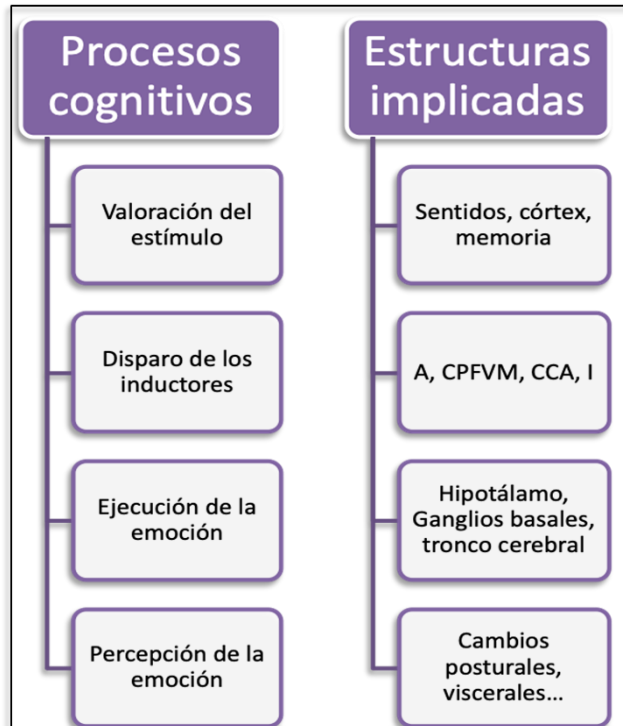 Procesos
cognitivos
Valoración del
estímulo
Disparo de los
inductores
Ejecución de la
emoción
Percepción de la
emoción
Estructuras
implicadas
Sentidos, córtex,
memoria
A, CPFVM, CCA, I
Hipotálamo,
Ganglios basales,
tronco cerebral
Cambios
posturales,
viscerales...